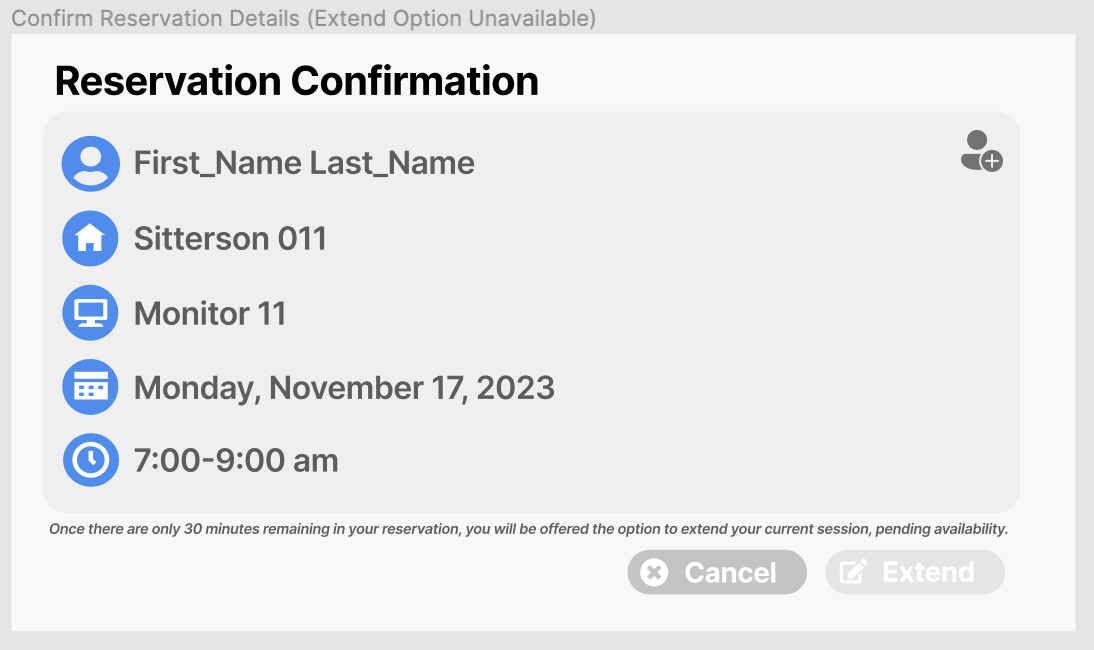 Confirm Reservation Details (Extend Option Unavailable)
Reservation Confirmation
First_Name Last_Name
Sitterson 011
Monitor 11
Monday, November 17, 2023
7:00-9:00 am
Once there are only 30 minutes remaining in your reservation, you will be offered the option to extend your current session, pending availability.
Cancel
Extend